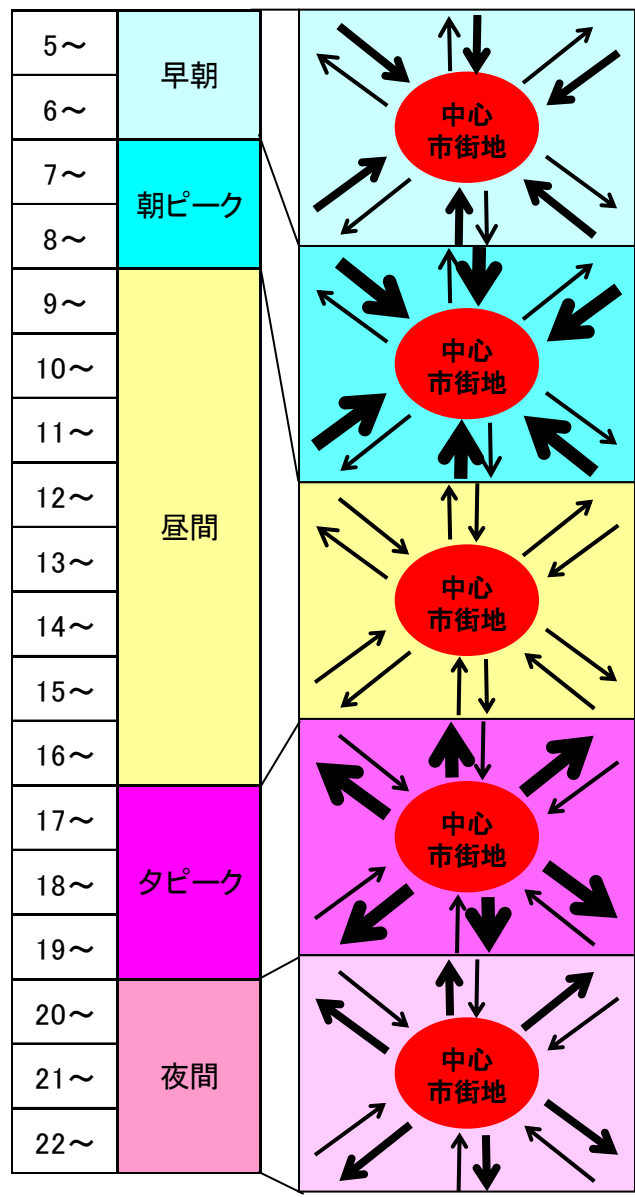 5～
6～
早朝
7～
8～
朝ピーク
9～
10～
11～
12～
13～
14～
15～
16～
昼間
17～
18～
19～
夕ピーク
20～
21～
22～
夜間
中心
市街地
中心
市街地
中心
市街地
中心
市街地
中心
市街地